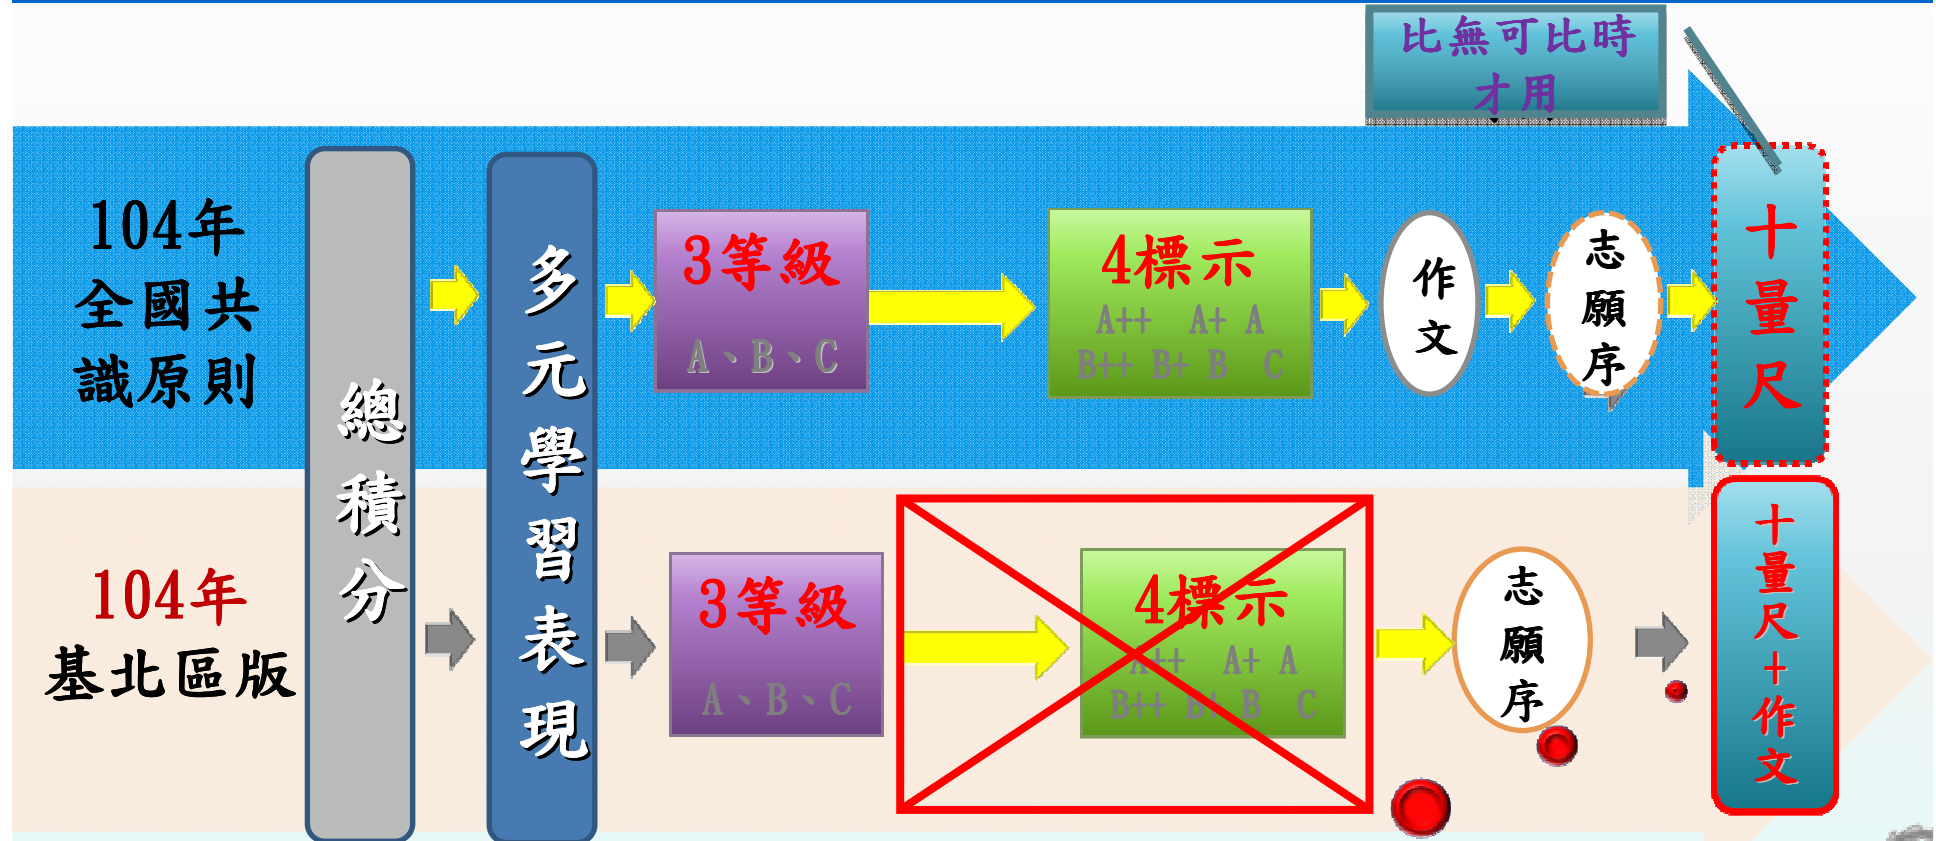 比無可比時
才用
104年
全國共
識原則
總積分
多元學習表現
3等級
A、B、C
4標示
A++ A+ A
B++ B+ B C
作文
志願序
十量尺
104年
基北區版
3等級
A、B、C
4標示
A++ A+ A
B++ B+ B C
志願序
十量尺+作文